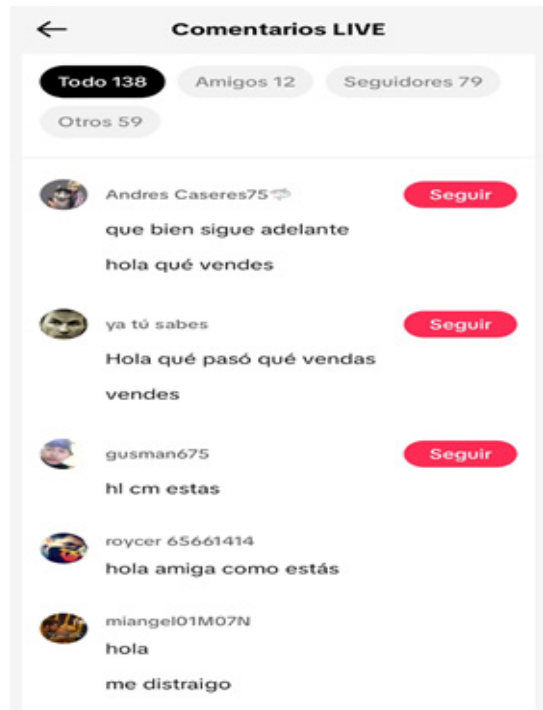 Comentarios LIVE
Todo 138
Amigos 12
Seguidores 79
Otros 59
Andres Caseres75
Seguir
que bien sigue adelante
hola qué vendes
ya tú sabes
Seguir
Hola qué pasó qué vendas
vendes
gusman675
Seguir
hl cm estas
roycer 65661414
hola amiga como estás
miangel01M07N
hola
me distraigo